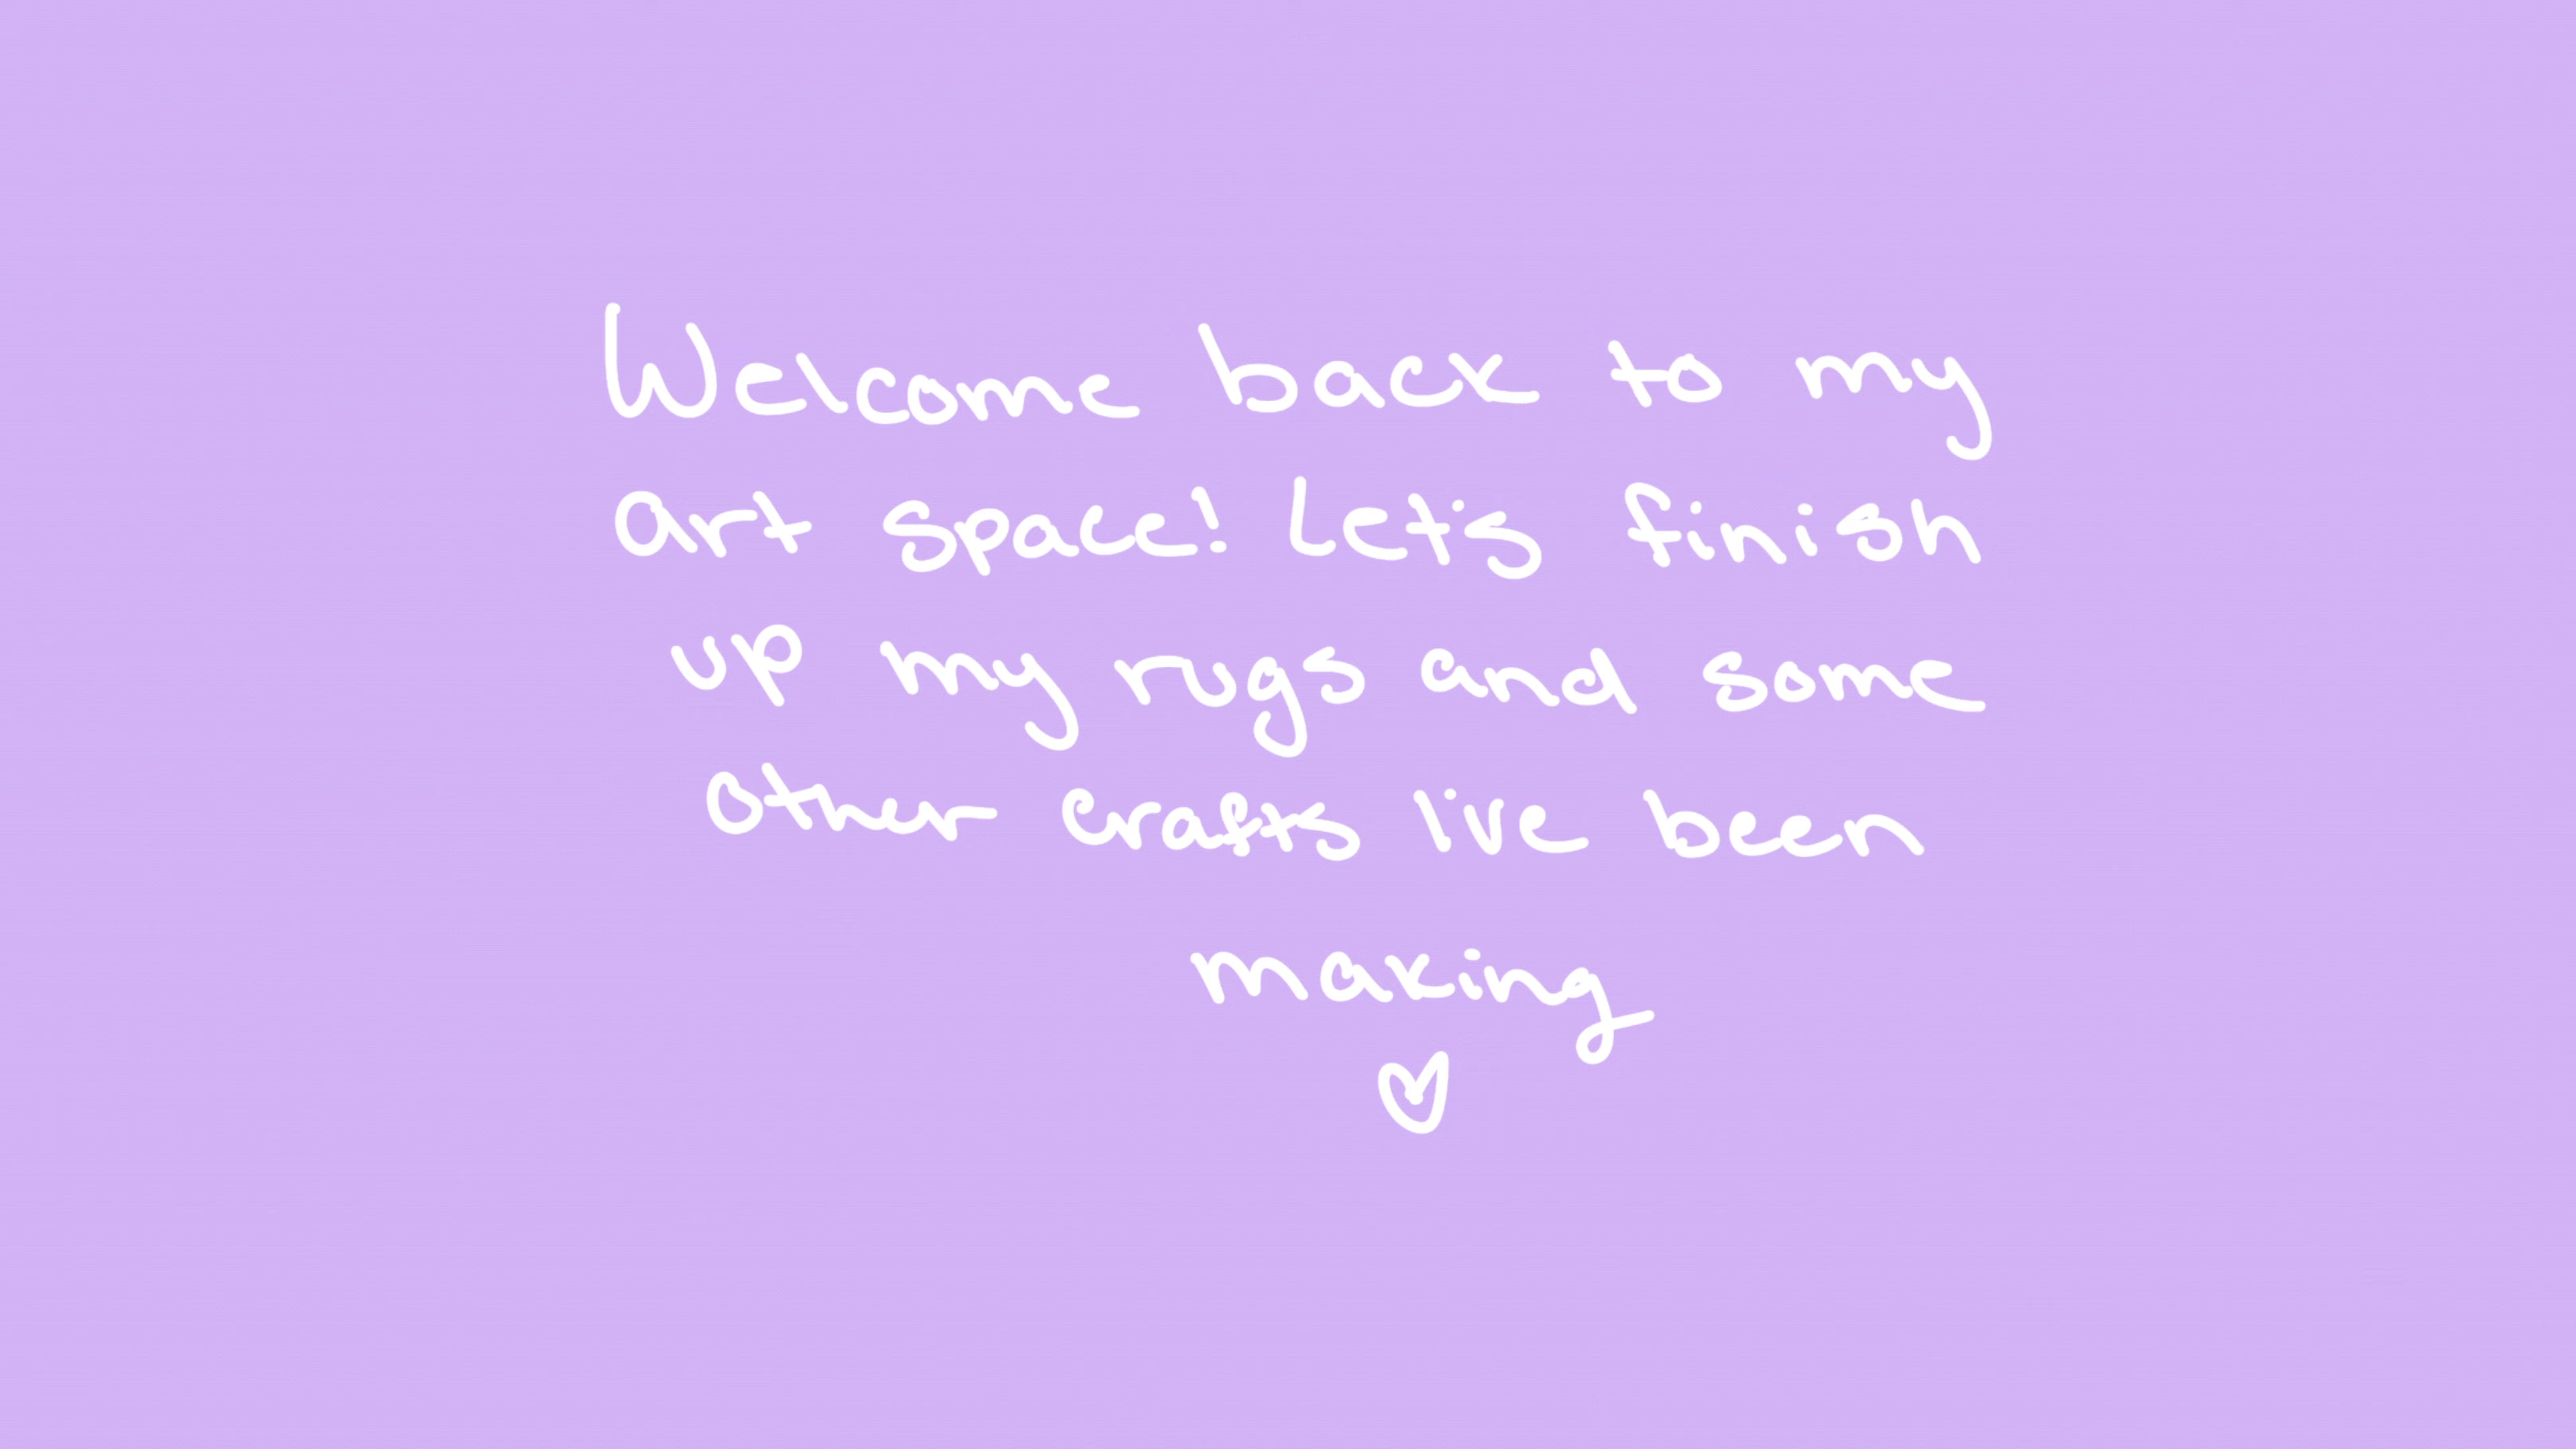 Welcome back to my
art space! Let's finish
up my rugs and some
other crafts I've been
making